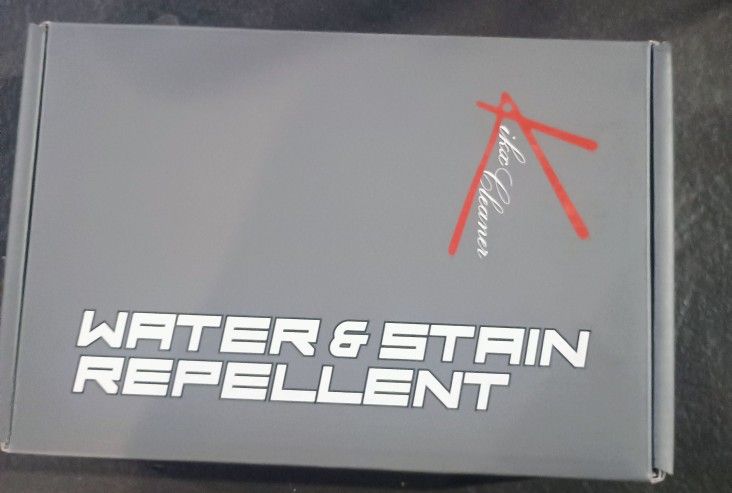 Kiko Cleaner
WATER & STAIN
REPELLENT